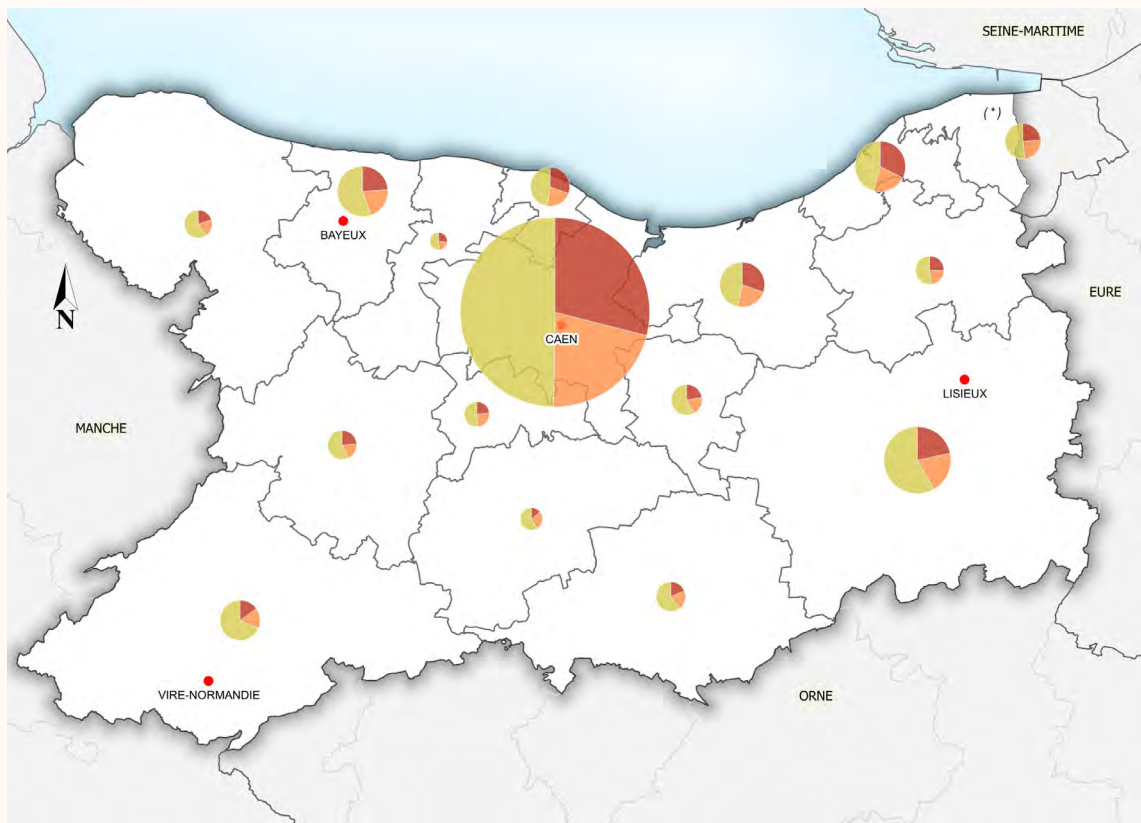 SEINE-MARITIME
(*)
BAYEUX
EURE
N
CAEN
LISIEUX
MANCHE
VIRE-NORMANDIE
ORNE